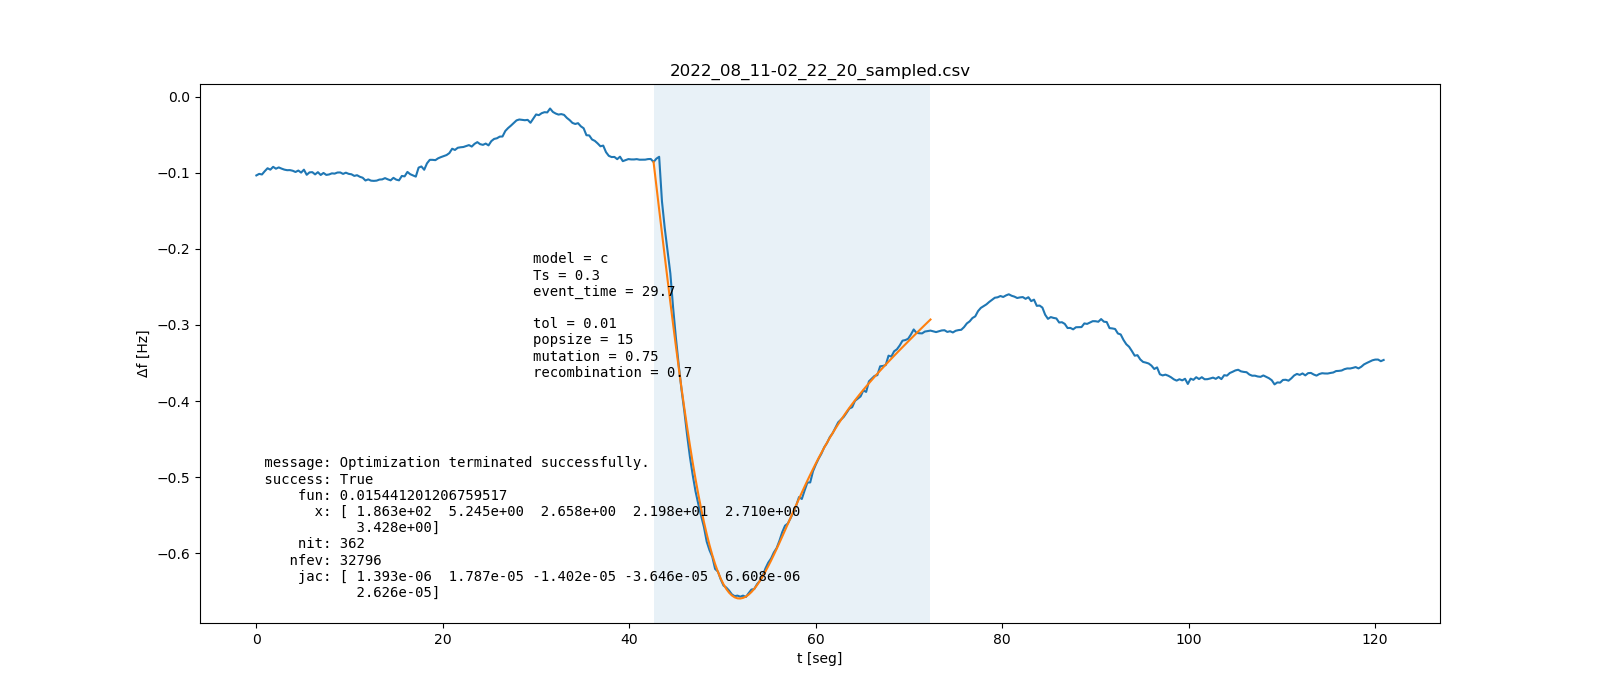 2022_08_11-02_22_20_sampled.csv
0.0
−0.1
−0.2
−0.3
−0.4
−0.5
−0.6
Δf [Hz]
model = c
Ts = 0.3
event_time = 29.7
tol = 0.01
popsize = 15
mutation = 0.75
recombination = 0.7
message: Optimization terminated successfully.
success: True
fun: 0.015441201206759517
x: [ 1.863e+02  5.245e+00  2.658e+00  2.198e+01  2.710e+00
3.428e+00]
nit: 362
nfev: 32796
jac: [ 1.393e-06  1.787e-05 -1.402e-05 -3.646e-05  6.608e-06
2.626e-05]
0 20 40 60 80 100 120
t [seg]